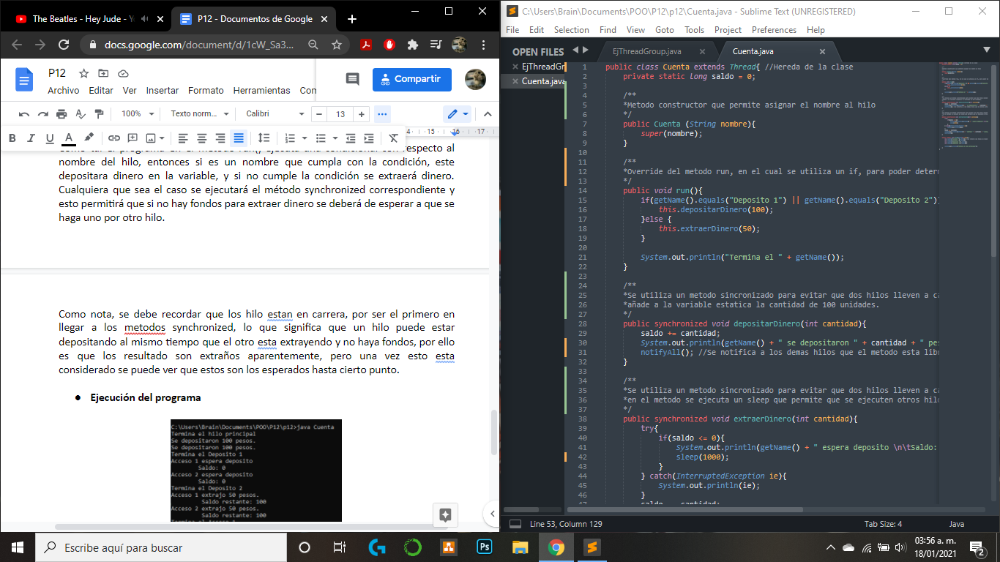 The Beatles - Hey Jude - Y
P12 - Documentos de Google
docs.google.com/document/d/1cW_Sa3...
P12
Archivo Editar Ver Insertar Formato Herramientas Com
Compartir
100% Texto norm... Calibri 13
14 15 16 17
respecto al
nombre del hilo, entonces si es un nombre que cumpla con la condición, este
depositara dinero en la variable, y si no cumple la condición se extraerá dinero.
Cualquiera que sea el caso se ejecutará el método synchronized correspondiente y
esto permitirá que si no hay fondos para extraer dinero se deberá de esperar a que se
haga uno por otro hilo.
Como nota, se debe recordar que los hilo estan en carrera, por ser el primero en
llegar a los metodos synchronized, lo que significa que un hilo puede estar
depositando al mismo tiempo que el otro esta extrayendo y no haya fondos, por ello
es que los resultado son extraños aparentemente, pero una vez esto esta
considerado se puede ver que estos son los esperados hasta cierto punto.
● Ejecución del programa
C:\Users\Brain\Documents\POO\P12\p12>java Cuenta
Termina el hilo principal
Se depositaron 100 pesos.
Se depositaron 100 pesos.
Termina el Deposito 1
Acceso 1 espera deposito
Saldo: 0
Acceso 2 espera deposito
Saldo: 0
Termina el Deposito 2
Acceso 1 extrajo 50 pesos.
Saldo restante: 100
Acceso 2 extrajo 50 pesos.
Saldo restante: 100
C:\Users\Brain\Documents\POO\P12\p12\Cuenta.java - Sublime Text (UNREGISTERED)
File Edit Selection Find View Goto Tools Project Preferences Help
OPEN FILES
EjThreadGr
Cuenta.java
EjThreadGroup.java
Cuenta.java
1 public class Cuenta extends Thread{ //Hereda de la clase
2 private static long saldo = 0;
3
4 /**
5 *Metodo constructor que permite asignar el nombre al hilo
6 */
7 public Cuenta (String nombre){
8 super(nombre);
9 }
10
11 /**
12 *Override del metodo run, en el cual se utiliza un if, para poder determ
13 */
14 public void run(){
15 if(getName().equals("Deposito 1") || getName().equals("Deposito 2"))
16 this.depositarDinero(100);
17 }else {
18 this.extraerDinero(50);
19 }
20
21 System.out.println("Termina el " + getName());
22 }
23
24 /**
25 *Se utiliza un metodo sincronizado para evitar que dos hilos lleven a ca
26 *añade a la variable estatica la cantidad de 100 unidades.
27 */
28 public synchronized void depositarDinero(int cantidad){
29 saldo += cantidad;
30 System.out.println(getName() + " se depositaron " + cantidad + " pes
31 notifyAll(); //Se notifica a los demas hilos que el metodo esta libr
32 }
33
34 /**
35 *Se utiliza un metodo sincronizado para evitar que dos hilos lleven a ca
36 *en el metodo se ejecuta un sleep que permite que se ejecuten otros hilo
37 */
38 public synchronized void extraerDinero(int cantidad){
39 try{
40 if(saldo <= 0){
41 System.out.println(getName() + " espera deposito \n\tSaldo:
42 sleep(1000);
43 }
44 } catch(InterruptedException ie){
45 System.out.println(ie);
46 }
Line 53, Column 129
Tab Size: 4
Java
Escribe aquí para buscar
Ps
03:56 a. m.
18/01/2021
2